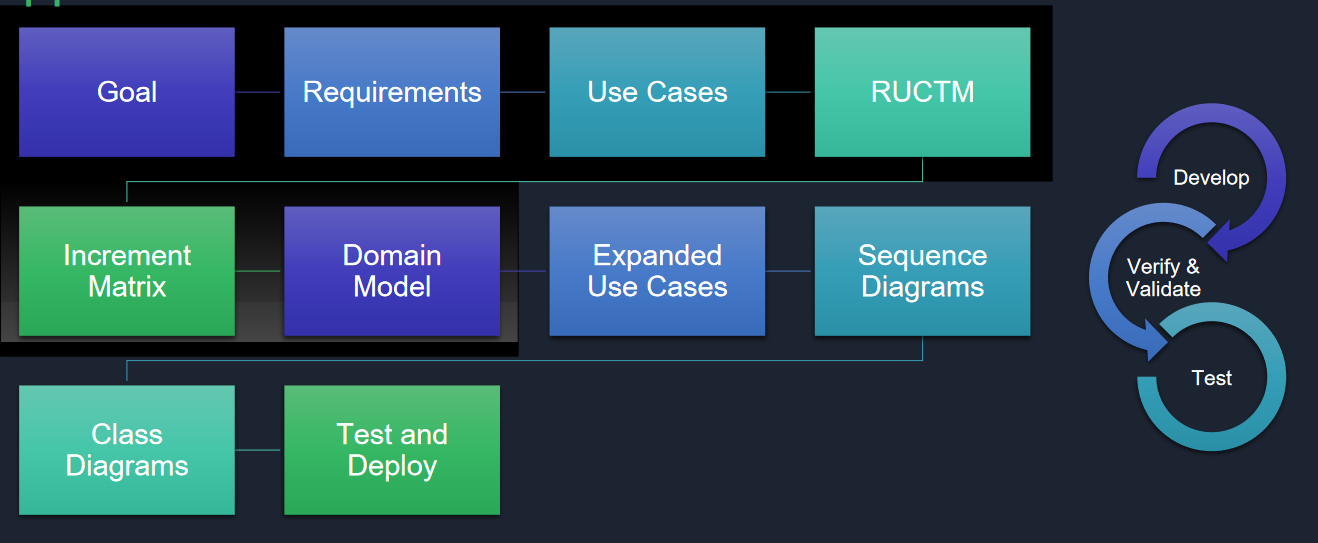 Goal
Requirements
Use Cases
RUCTM
Increment
Matrix
Domain
Model
Expanded
Use Cases
Sequence
Diagrams
Class
Diagrams
Test and
Deploy
Develop
Verify &
Validate
Test